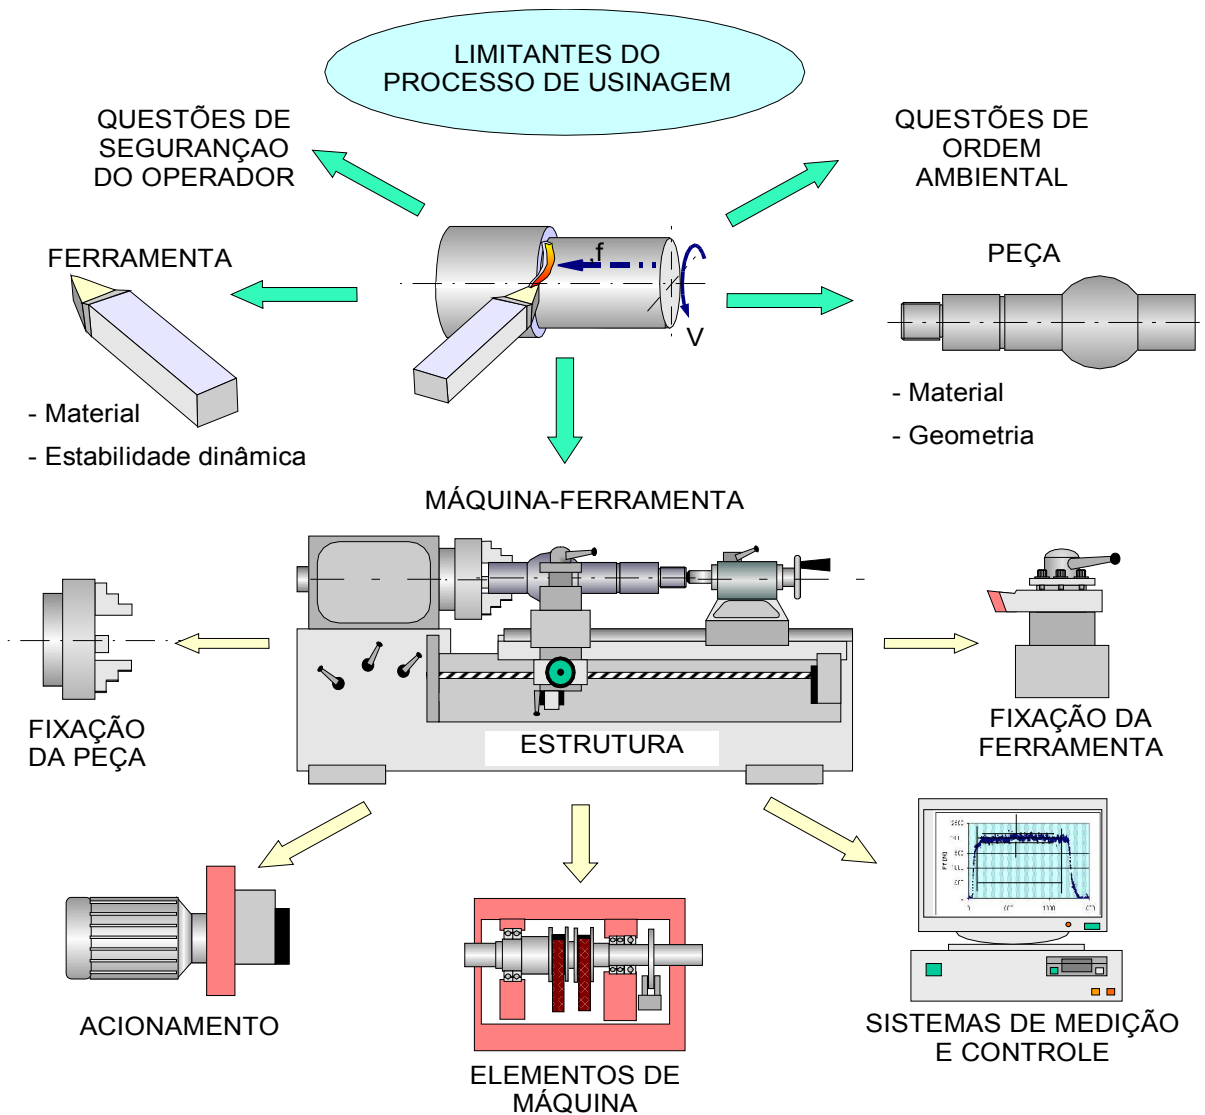 LIMITANTES DO
PROCESSO DE USINAGEM
QUESTÕES DE
SEGURANÇAO
DO OPERADOR
QUESTÕES DE
ORDEM
AMBIENTAL
FERRAMENTA
- Material
- Estabilidade dinâmica
,f
V
PEÇA
- Material
- Geometria
MÁQUINA-FERRAMENTA
FIXAÇÃO
DA PEÇA
ESTRUTURA
FIXAÇÃO DA
FERRAMENTA
ACIONAMENTO
ELEMENTOS DE
MÁQUINA
SISTEMAS DE MEDIÇÃO
E CONTROLE